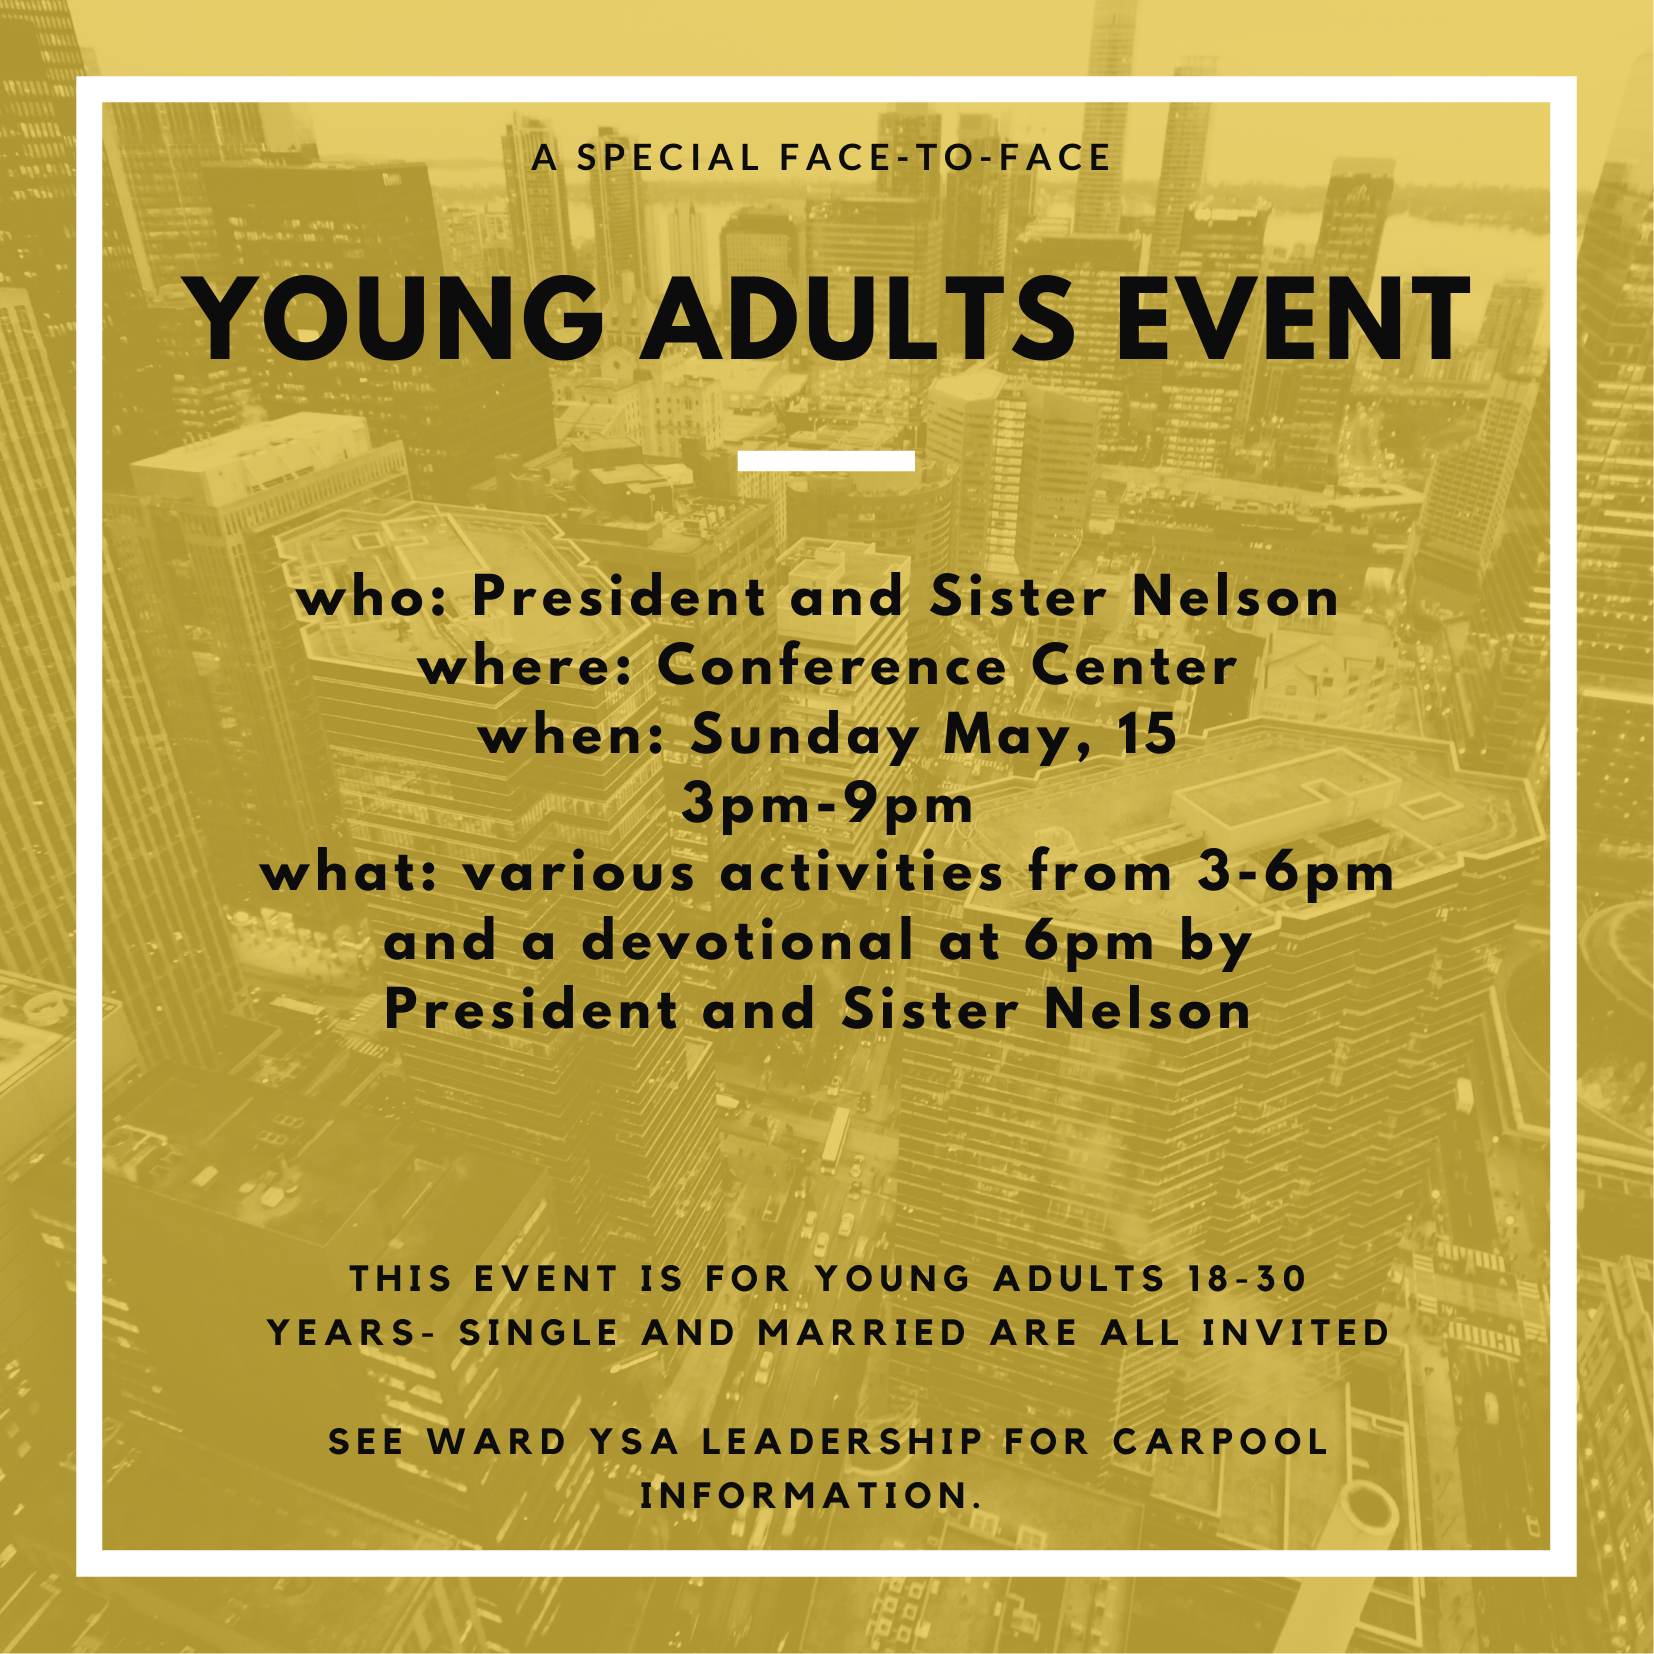 A SPECIAL FACE-TO-FACE
YOUNG ADULTS EVENT
who: President and Sister Nelson
where: Conference Center
when: Sunday May, 15
3pm-9pm
what: various activities from 3-6pm
and a devotional at 6pm by
President and Sister Nelson
THIS EVENT IS FOR YOUNG ADULTS 18-30
YEARS- SINGLE AND MARRIED ARE ALL INVITED
SEE WARD YSA LEADERSHIP FOR CARPOOL
INFORMATION.